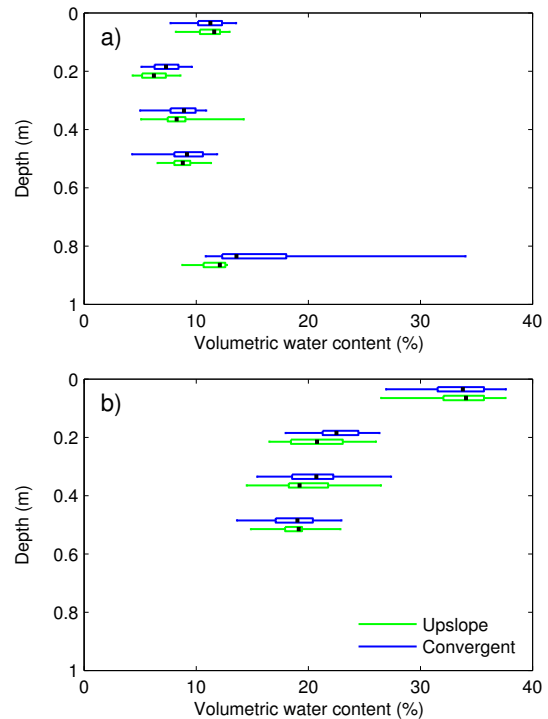 0
a)
0.2
0.4
0.6
0.8
1
Depth (m)
0 10 20 30 40
Volumetric water content (%)
0
b)
0.2
0.4
0.6
0.8
1
Depth (m)
Upslope
Convergent
0 10 20 30 40
Volumetric water content (%)